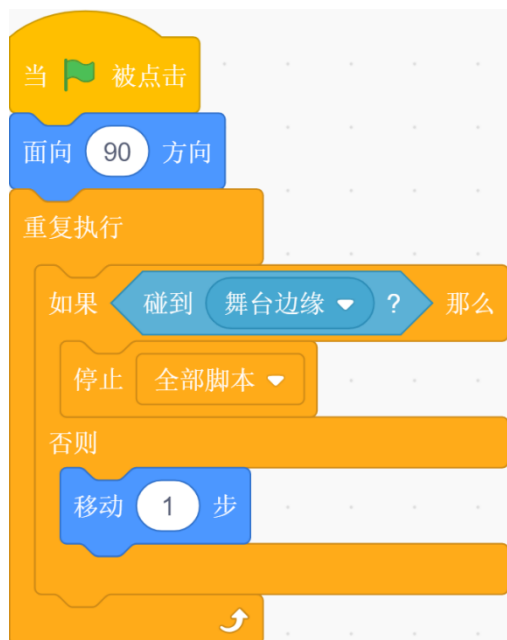 当 被点击
面向 90 方向
重复执行
如果 碰到 舞台边缘 ? 那么
停止 全部脚本
否则
移动 1 步